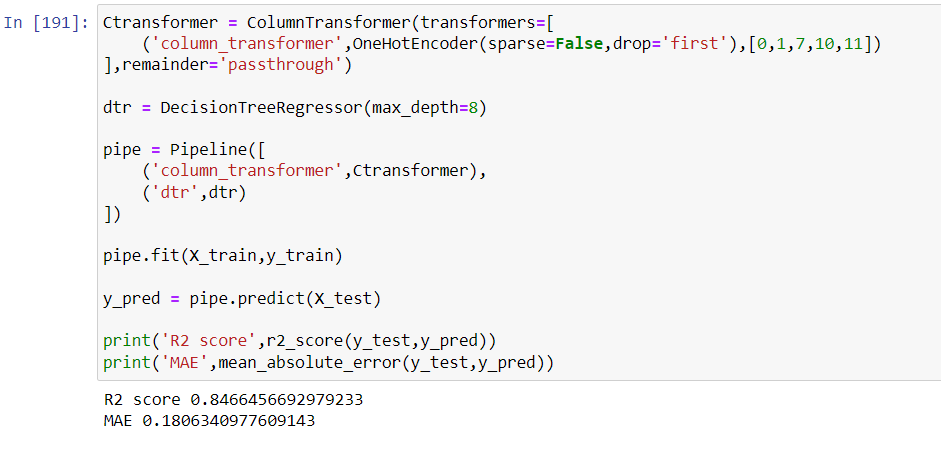 In [191]: Ctransformer = ColumnTransformer(transformers=[
    ('column_transformer',OneHotEncoder(sparse=False,drop='first'),[0,1,7,10,11])
],remainder='passthrough')
dtr = DecisionTreeRegressor(max_depth=8)
pipe = Pipeline([
    ('column_transformer',Ctransformer),
    ('dtr',dtr)
])
pipe.fit(X_train,y_train)
y_pred = pipe.predict(X_test)
print('R2 score',r2_score(y_test,y_pred))
print('MAE',mean_absolute_error(y_test,y_pred))
R2 score 0.8466456692979233
MAE 0.1806340977609143